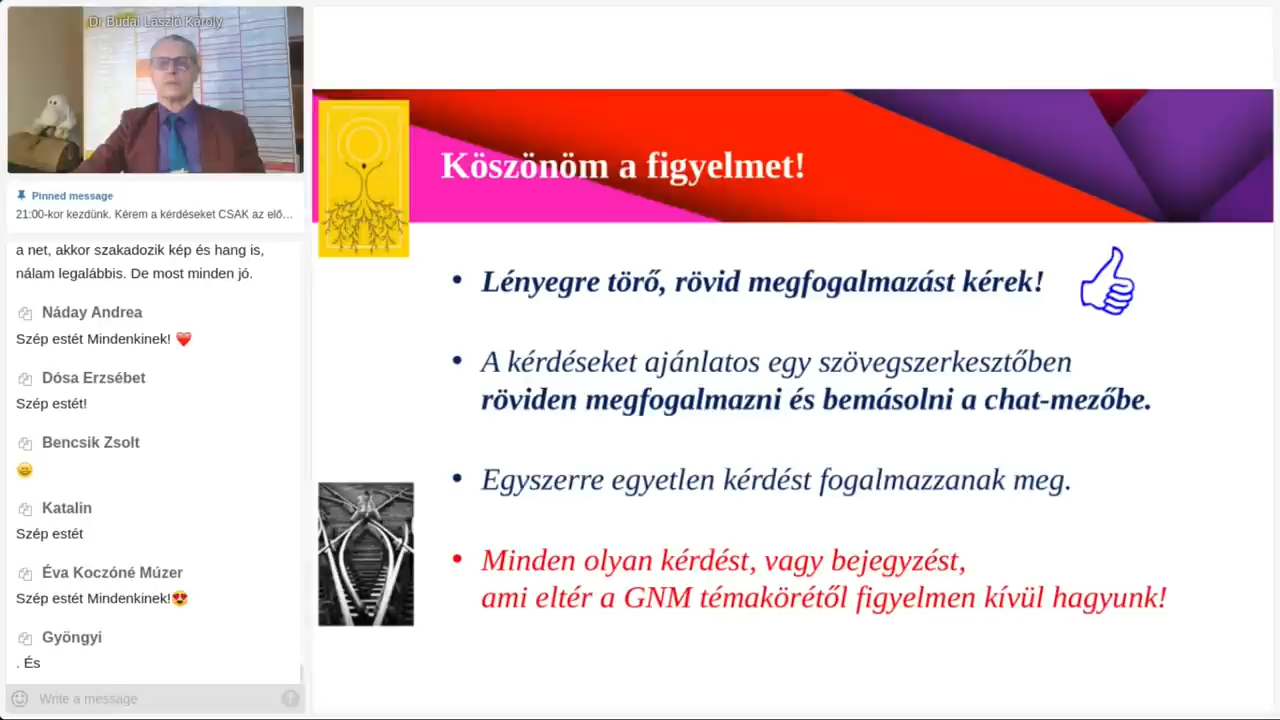 Dr Budai László Károly
Pinned message
21:00-kor kezdünk. Kérem a kérdéseket CSAK az elő…
a net, akkor szakadozik kép és hang is,
nálam legalábbis. De most minden jó.
Náday Andrea
Szép estét Mindenkinek! ❤️
Dósa Erzsébet
Szép estét!
Bencsik Zsolt
😄
Katalin
Szép estét
Éva Koczóné Múzer
Szép estét Mindenkinek!😍
Gyöngyi
. És
Write a message
Köszönöm a figyelmet!
• Lényegre törő, rövid megfogalmazást kérek!
• A kérdéseket ajánlatos egy szövegszerkesztőben
röviden megfogalmazni és bemásolni a chat-mezőbe.
• Egyszerre egyetlen kérdést fogalmazzanak meg.
• Minden olyan kérdést, vagy bejegyzést,
ami eltér a GNM témakörétől figyelmen kívül hagyunk!